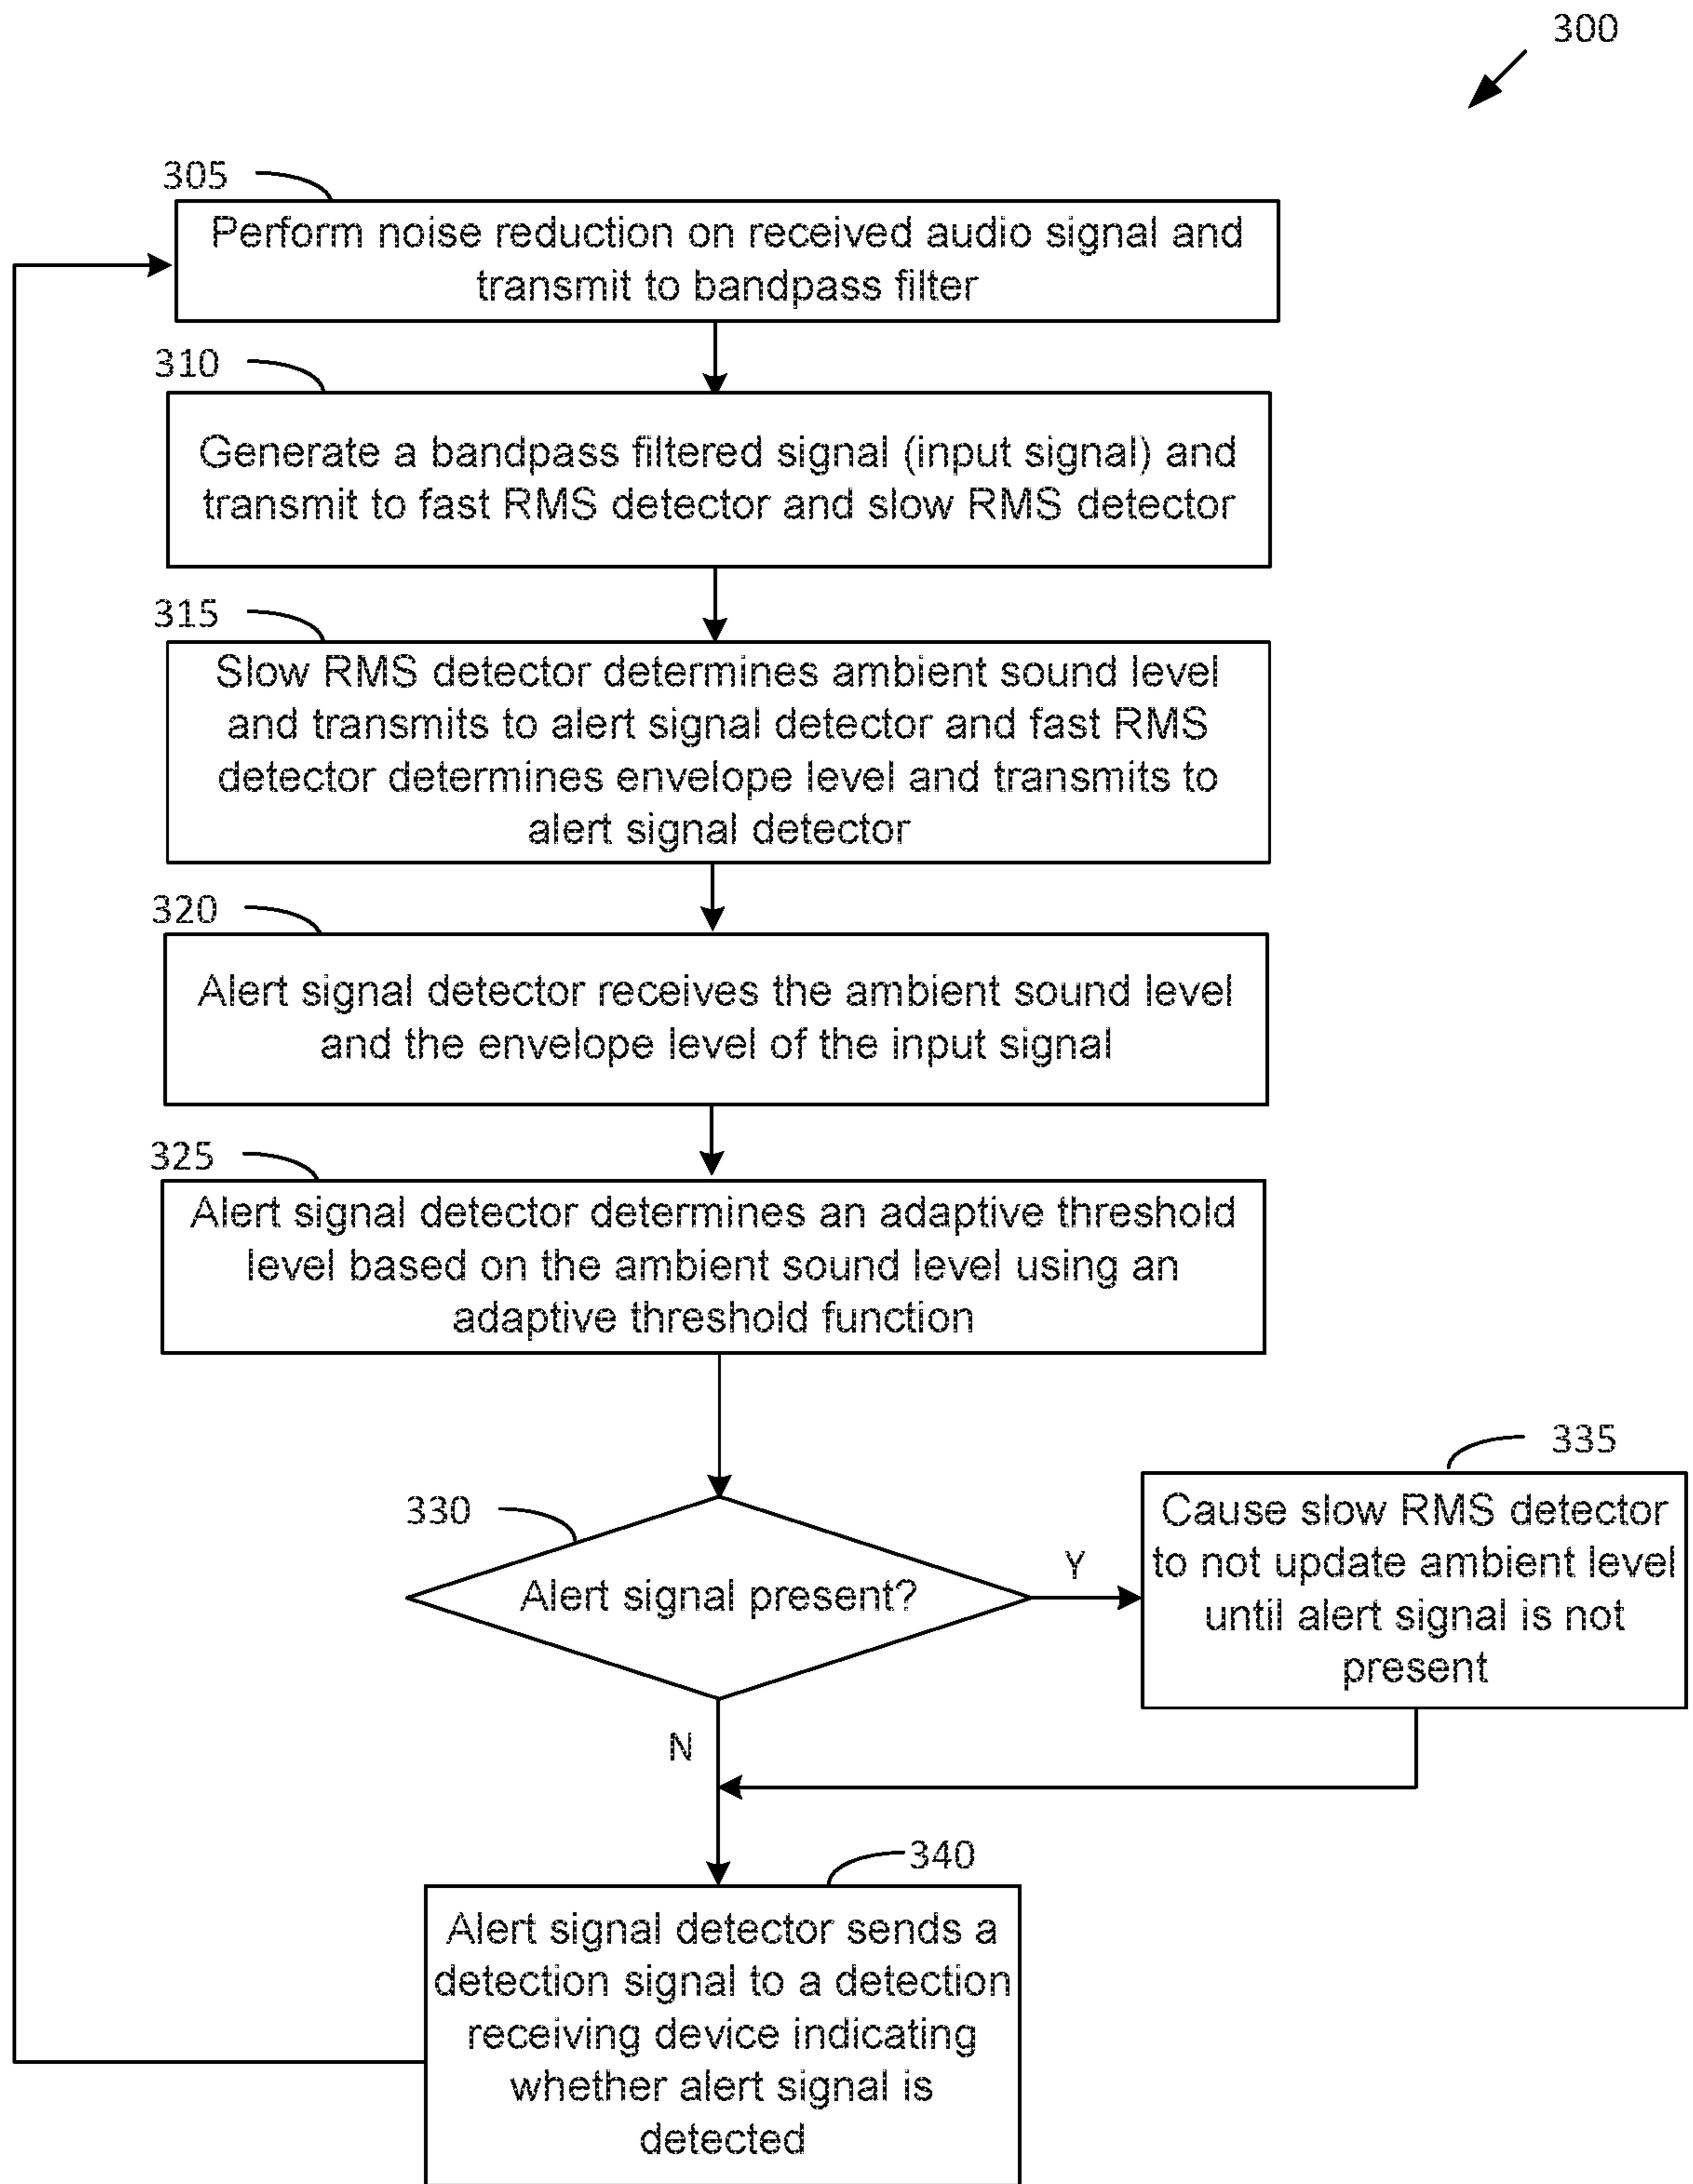 300
305
Perform noise reduction on received audio signal and
transmit to bandpass filter
310
Generate a bandpass filtered signal (input signal) and
transmit to fast RMS detector and slow RMS detector
315
Slow RMS detector determines ambient sound level
and transmits to alert signal detector and fast RMS
detector determines envelope level and transmits to
alert signal detector
320
Alert signal detector receives the ambient sound level
and the envelope level of the input signal
325
Alert signal detector determines an adaptive threshold
level based on the ambient sound level using an
adaptive threshold function
330
Alert signal present?
Y
335
Cause slow RMS detector
to not update ambient level
until alert signal is not
present
N
340
Alert signal detector sends a
detection signal to a detection
receiving device indicating
whether alert signal is
detected